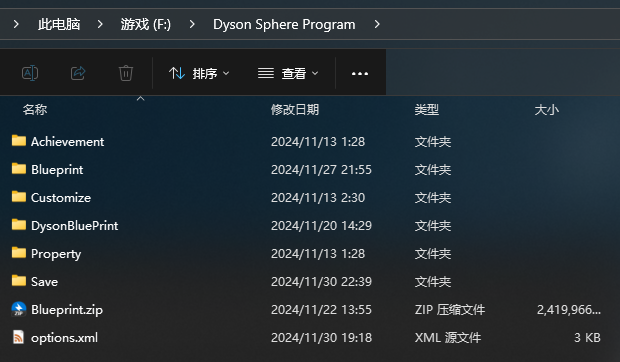 此电脑 游戏 (F:) Dyson Sphere Program
排序 查看
名称 修改日期 类型 大小
Achievement 2024/11/13 1:28 文件夹
Blueprint 2024/11/27 21:55 文件夹
Customize 2024/11/13 2:30 文件夹
DysonBluePrint 2024/11/20 14:29 文件夹
Property 2024/11/13 1:28 文件夹
Save 2024/11/30 22:39 文件夹
Blueprint.zip 2024/11/22 13:55 ZIP 压缩文件 2,419,966...
options.xml 2024/11/30 19:18 XML 源文件 3 KB